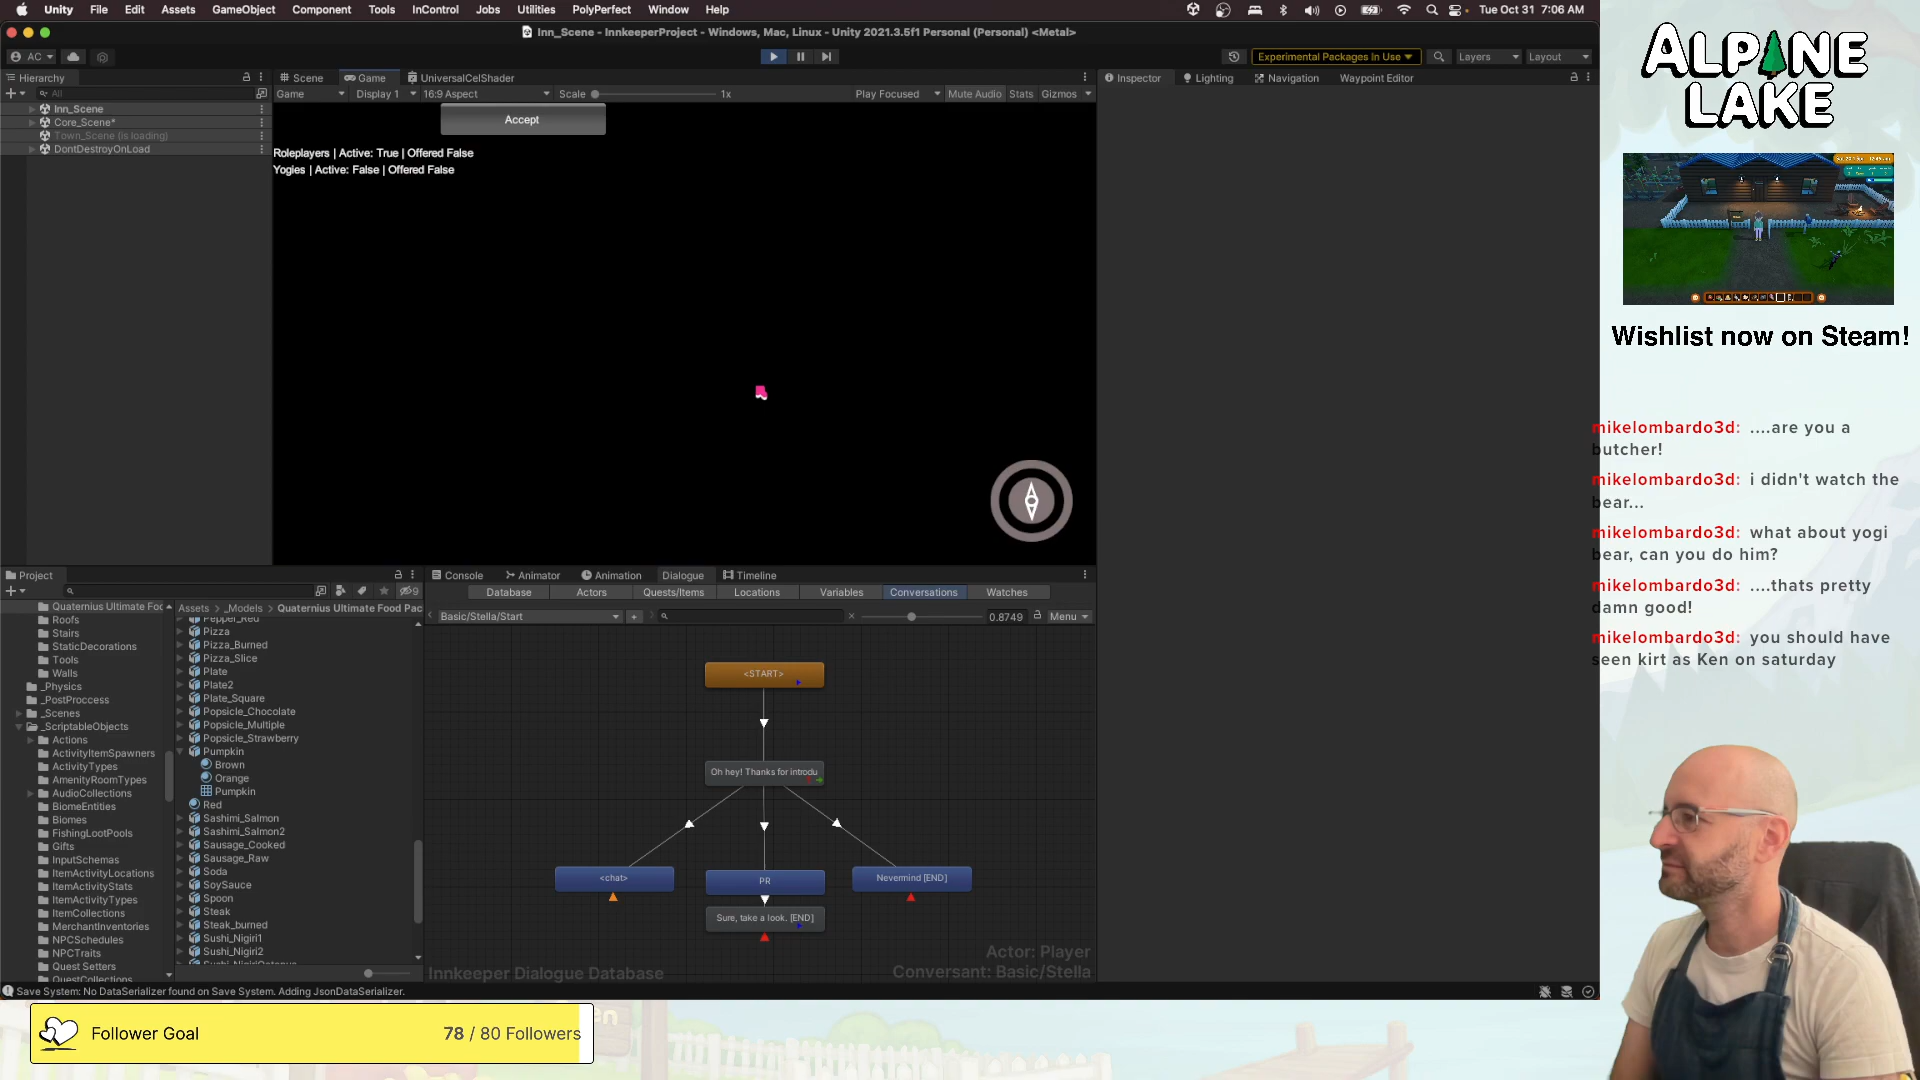 Unity File Edit Assets GameObject Component Tools InControl Jobs Utilities PolyPerfect Window Help Tue Oct 31 7:06 AM
Inn_Scene - InnkeeperProject - Windows, Mac, Linux - Unity 2021.3.5f1 Personal (Personal) <Metal>
AC Experimental Packages In Use Layers Layout
Hierarchy Scene Game UniversalCelShader Inspector Lighting Navigation Waypoint Editor
All Game Display 1 16:9 Aspect Scale 1x Play Focused Mute Audio Stats Gizmos
Inn_Scene
Core_Scene*
Town_Scene (is loading)
DontDestroyOnLoad
Accept
Roleplayers | Active: True | Offered False
Yogies | Active: False | Offered False
Project
Quaternius Ultimate Foo
Roofs
Stairs
StaticDecorations
Tools
Walls
_Physics
_PostProccess
_Scenes
_ScriptableObjects
Actions
ActivityItemSpawners
ActivityTypes
AmenityRoomTypes
AudioCollections
BiomeEntities
Biomes
FishingLootPools
Gifts
InputSchemas
ItemActivityLocations
ItemActivityStats
ItemActivityTypes
ItemCollections
MerchantInventories
NPCSchedules
NPCTraits
Quest Setters
QuestCollections
9
Assets _Models Quaternius Ultimate Food Pac
Pepper_Red
Pizza
Pizza_Burned
Pizza_Slice
Plate
Plate2
Plate_Square
Popsicle_Chocolate
Popsicle_Multiple
Popsicle_Strawberry
Pumpkin
Brown
Orange
Pumpkin
Red
Sashimi_Salmon
Sashimi_Salmon2
Sausage_Cooked
Sausage_Raw
Soda
SoySauce
Spoon
Steak
Steak_burned
Sushi_Nigiri1
Sushi_Nigiri2
Console Animator Animation Dialogue Timeline
Database Actors Quests/Items Locations Variables Conversations Watches
Basic/Stella/Start + 0.8749 Menu
<START>
Oh hey! Thanks for introdu
<chat>
PR
Nevermind [END]
Sure, take a look. [END]
Actor: Player
Conversant: Basic/Stella
Innkeeper Dialogue Database
Save System: No DataSerializer found on Save System. Adding JsonDataSerializer.
Follower Goal 78 / 80 Followers
ALPINE
LAKE
Wishlist now on Steam!
mikelombardo3d: ....are you a
butcher!
mikelombardo3d: i didn't watch the
bear...
mikelombardo3d: what about yogi
bear, can you do him?
mikelombardo3d: ....thats pretty
damn good!
mikelombardo3d: you should have
seen kirt as Ken on saturday